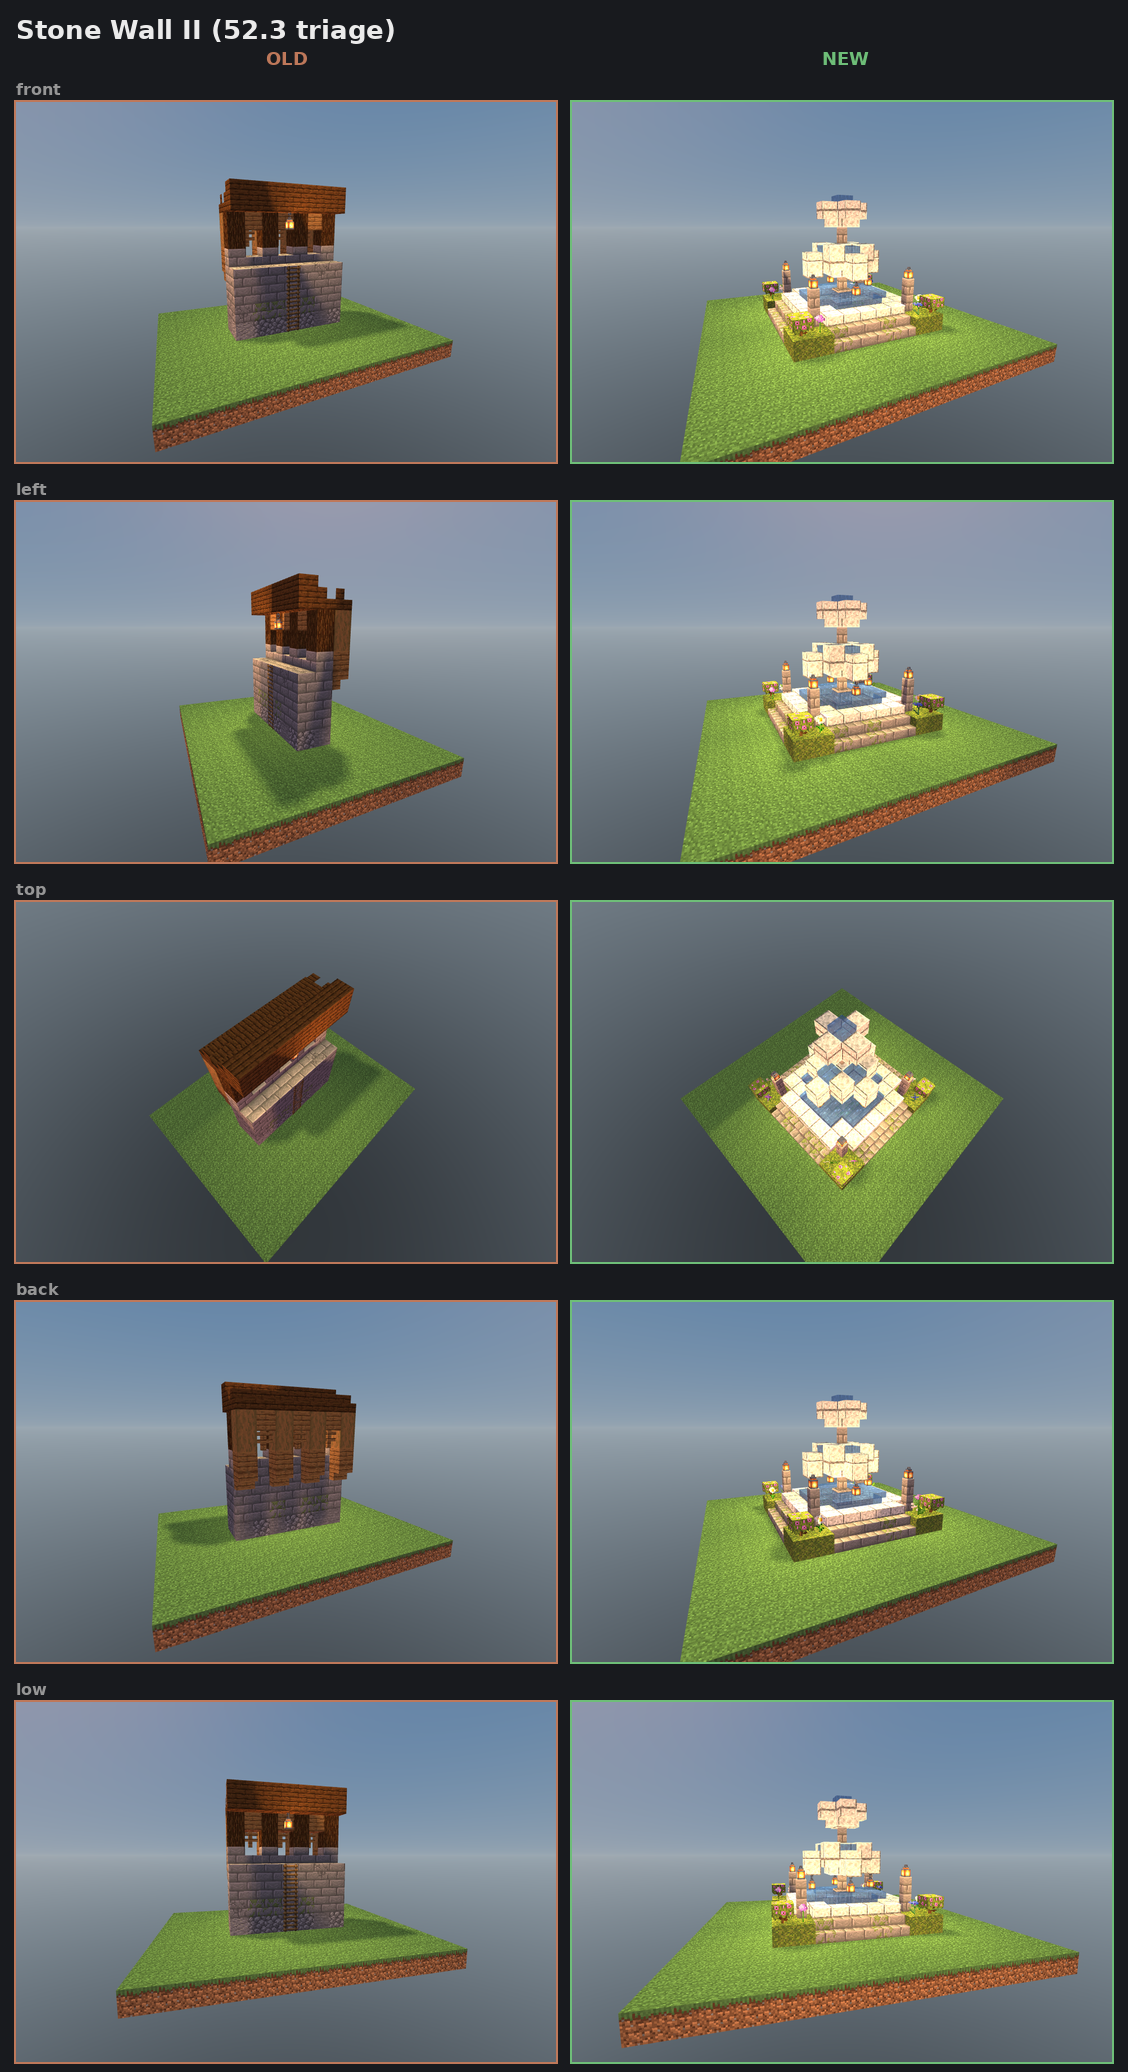 Stone Wall II (52.3 triage)
OLD NEW
front
left
top
back
low